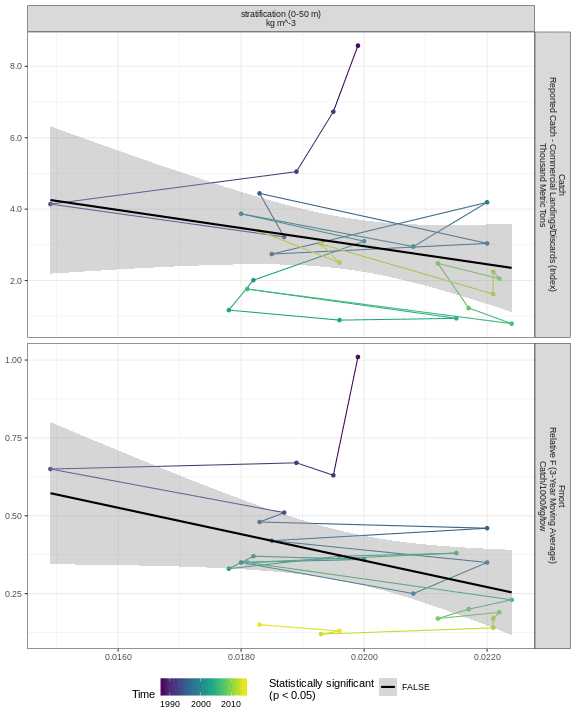 stratification (0-50 m)
kg m^-3
8.0
6.0
4.0
2.0
Catch
Reported Catch - Commercial Landings/Discards (Index)
Thousand Metric Tons
1.00
0.75
0.50
0.25
Fmort
Relative F (3-Year Moving Average)
Catch/1000/kg/tow
0.0160
0.0180
0.0200
0.0220
Time
1990
2000
2010
Statistically significant
(p < 0.05)
FALSE